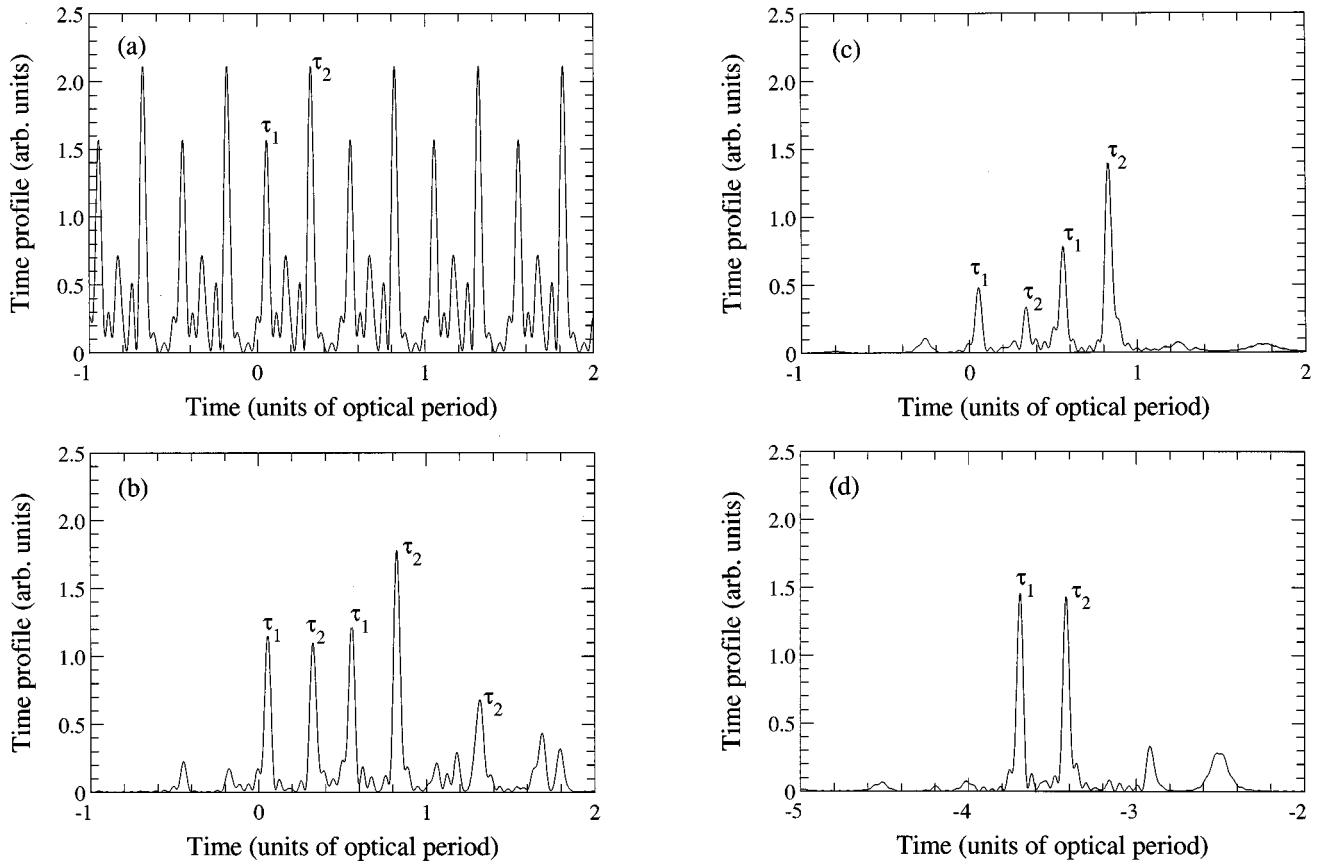 (a)
Time profile (arb. units)
2.5
2.0
1.5
1.0
0.5
0
τ1
τ2
-1 0 1 2
Time (units of optical period)
(b)
Time profile (arb. units)
2.5
2.0
1.5
1.0
0.5
0
τ1 τ2 τ1 τ2 τ2
-1 0 1 2
Time (units of optical period)
(c)
Time profile (arb. units)
2.5
2.0
1.5
1.0
0.5
0
τ1 τ2 τ1 τ2
-1 0 1 2
Time (units of optical period)
(d)
Time profile (arb. units)
2.5
2.0
1.5
1.0
0.5
0
τ1 τ2
-5 -4 -3 -2
Time (units of optical period)